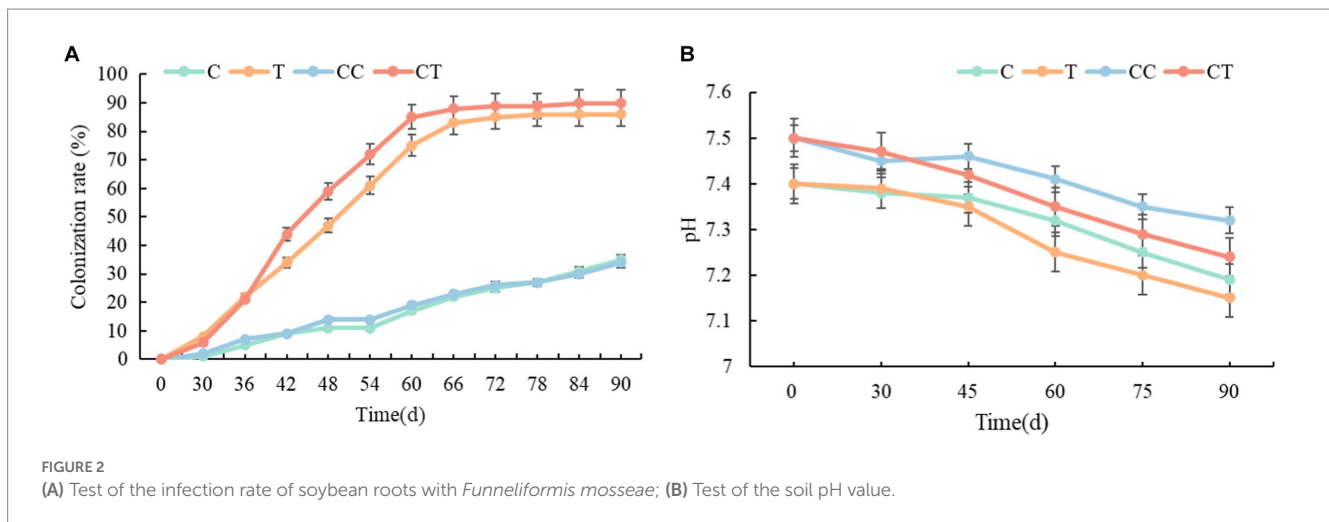 A
C T CC CT
100
90
80
70
60
50
40
30
20
10
0
Colonization rate (%)
0 30 36 42 48 54 60 66 72 78 84 90
Time(d)
B
C T CC CT
7.6
7.5
7.4
7.3
7.2
7.1
7
pH
0 30 45 60 75 90
Time(d)
FIGURE 2
(A) Test of the infection rate of soybean roots with Funneliformis mosseae; (B) Test of the soil pH value.